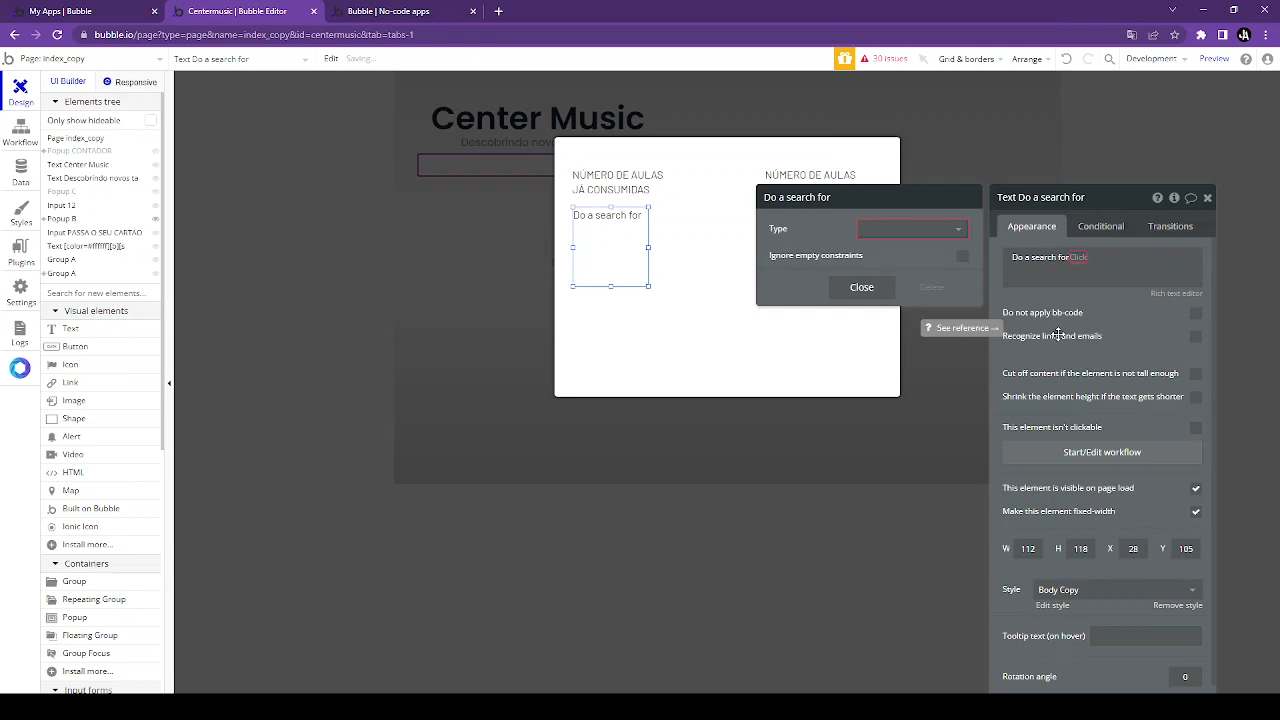 My Apps | Bubble
Centermusic | Bubble Editor
Bubble | No-code apps
bubble.io/page?type=page&name=index_copy&id=centermusic&tab=tabs-1
Page: index_copy
Text Do a search for
Edit
Saving...
30 issues
Grid & borders
Arrange
Development
Preview
Design
Workflow
Data
Styles
Plugins
Settings
Logs
UI Builder
Responsive
Elements tree
Only show hideable
Page index_copy
Popup CONTADOR
Text Center Music
Text Descobrindo novos ta
Popup C
Input 12
Popup B
Input PASSA O SEU CARTÃO
Text [color=#ffffff][b][s
Group A
Group A
Search for new elements...
Visual elements
Text
Button
Icon
Link
Image
Shape
Alert
Video
HTML
Map
Built on Bubble
Ionic Icon
Install more...
Containers
Group
Repeating Group
Popup
Floating Group
Group Focus
Install more...
Input forms
Center Music
Descobrindo novo
NÚMERO DE AULAS
JÁ CONSUMIDAS
Do a search for
NÚMERO DE AULAS
Do a search for
Type
Ignore empty constraints
Close
Delete
? See reference →
Text Do a search for
Appearance
Conditional
Transitions
Do a search for Click
Rich text editor
Do not apply bb-code
Recognize links and emails
Cut off content if the element is not tall enough
Shrink the element height if the text gets shorter
This element isn't clickable
Start/Edit workflow
This element is visible on page load
Make this element fixed-width
W 112 H 118 X 28 Y 105
Style Body Copy
Edit style
Remove style
Tooltip text (on hover)
Rotation angle 0